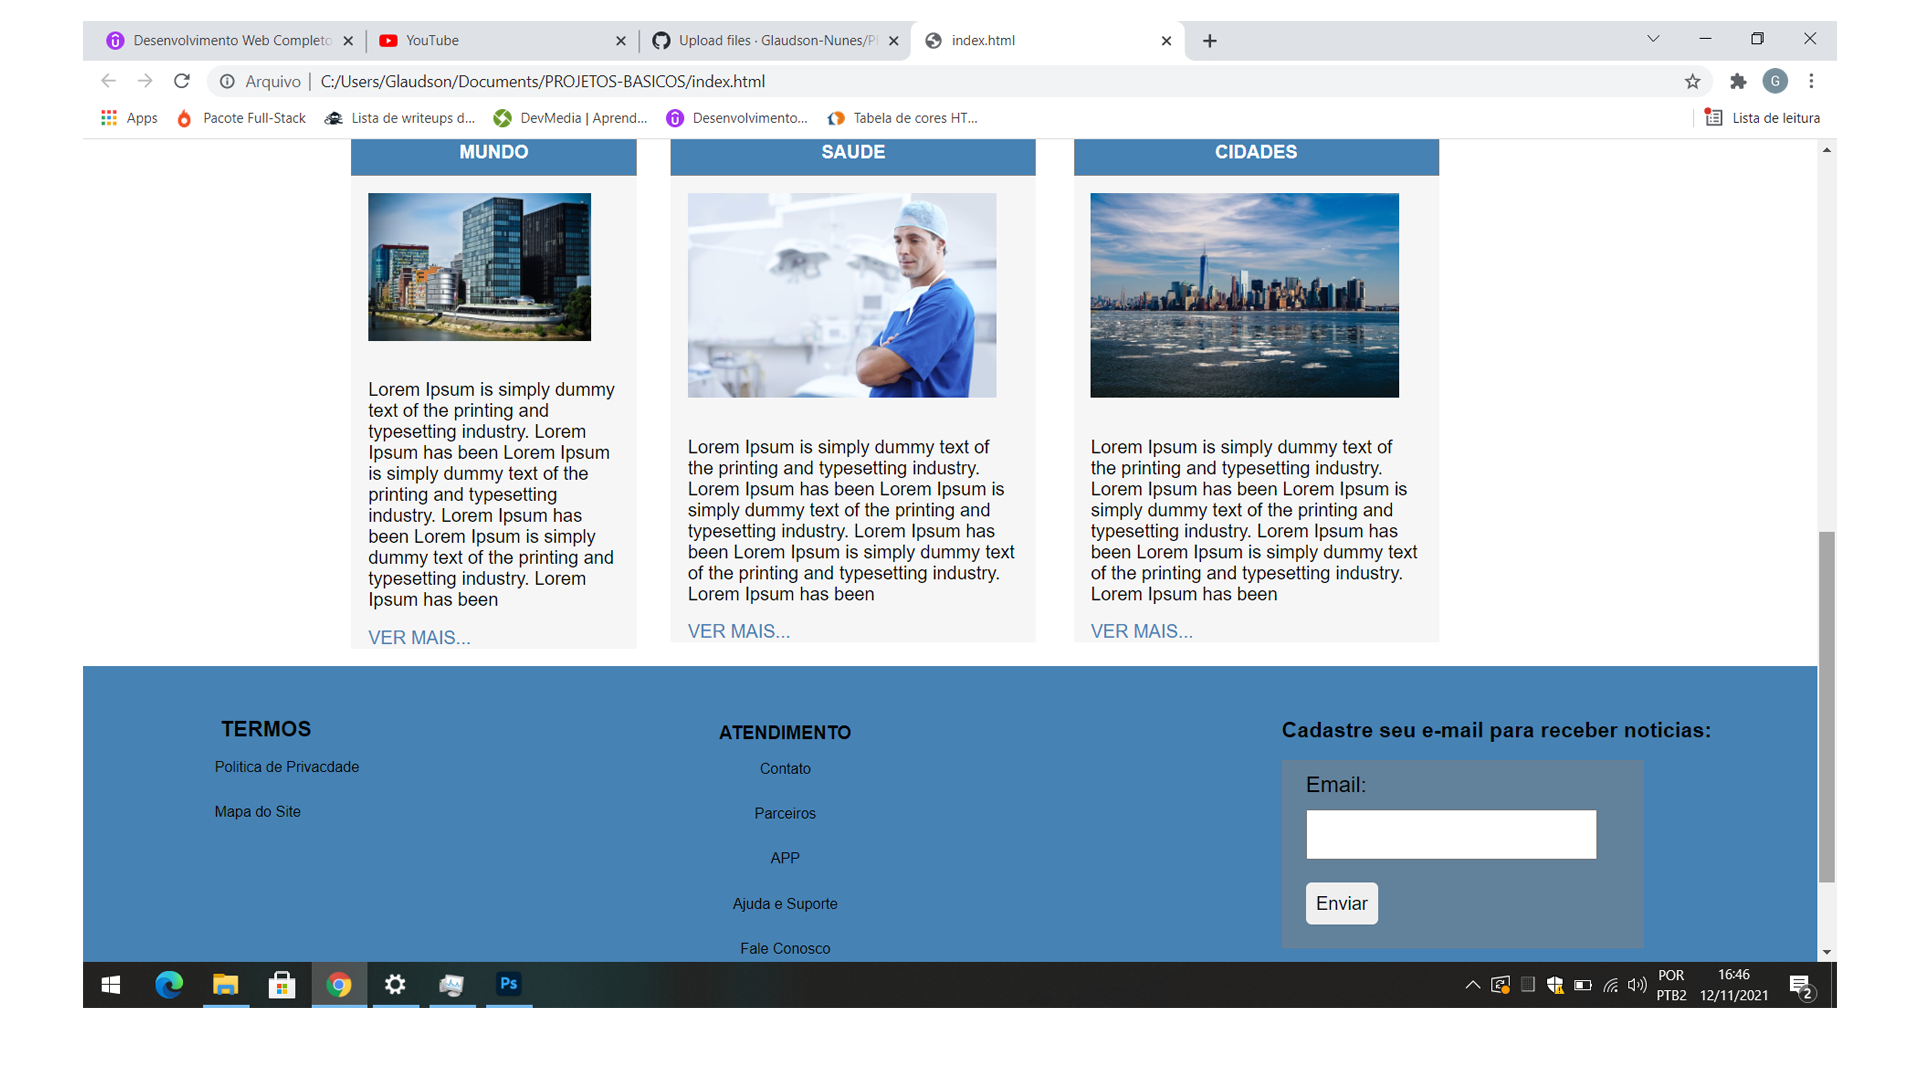 Desenvolvimento Web Completo
YouTube
Upload files · Glaudson-Nunes/P
index.html
Arquivo | C:/Users/Glaudson/Documents/PROJETOS-BASICOS/index.html
G
Apps
Pacote Full-Stack
Lista de writeups d...
DevMedia | Aprend...
Desenvolvimento...
Tabela de cores HT...
Lista de leitura
MUNDO
Lorem Ipsum is simply dummy
text of the printing and
typesetting industry. Lorem
Ipsum has been Lorem Ipsum
is simply dummy text of the
printing and typesetting
industry. Lorem Ipsum has
been Lorem Ipsum is simply
dummy text of the printing and
typesetting industry. Lorem
Ipsum has been
VER MAIS...
SAUDE
Lorem Ipsum is simply dummy text of
the printing and typesetting industry.
Lorem Ipsum has been Lorem Ipsum is
simply dummy text of the printing and
typesetting industry. Lorem Ipsum has
been Lorem Ipsum is simply dummy text
of the printing and typesetting industry.
Lorem Ipsum has been
VER MAIS...
CIDADES
Lorem Ipsum is simply dummy text of
the printing and typesetting industry.
Lorem Ipsum has been Lorem Ipsum is
simply dummy text of the printing and
typesetting industry. Lorem Ipsum has
been Lorem Ipsum is simply dummy text
of the printing and typesetting industry.
Lorem Ipsum has been
VER MAIS...
TERMOS
Politica de Privacdade
Mapa do Site
ATENDIMENTO
Contato
Parceiros
APP
Ajuda e Suporte
Fale Conosco
Cadastre seu e-mail para receber noticias:
Email:
Enviar
Ps
POR
PTB2
16:46
12/11/2021
2